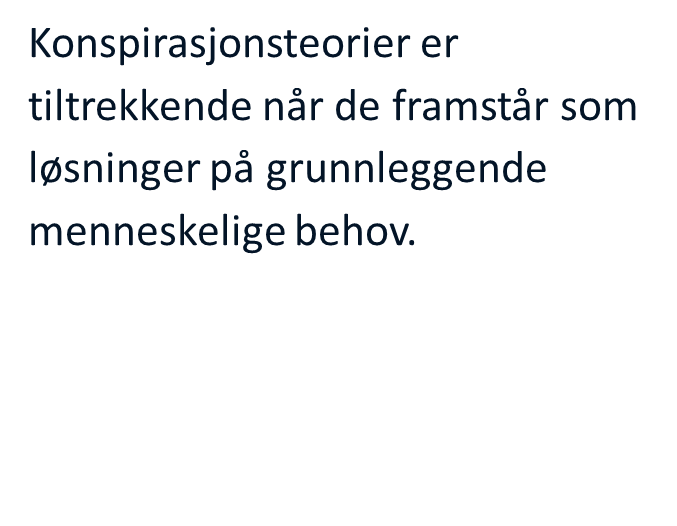 Konspirasjonsteorier er
tiltrekkende når de framstår som
løsninger på grunnleggende
menneskelige behov.